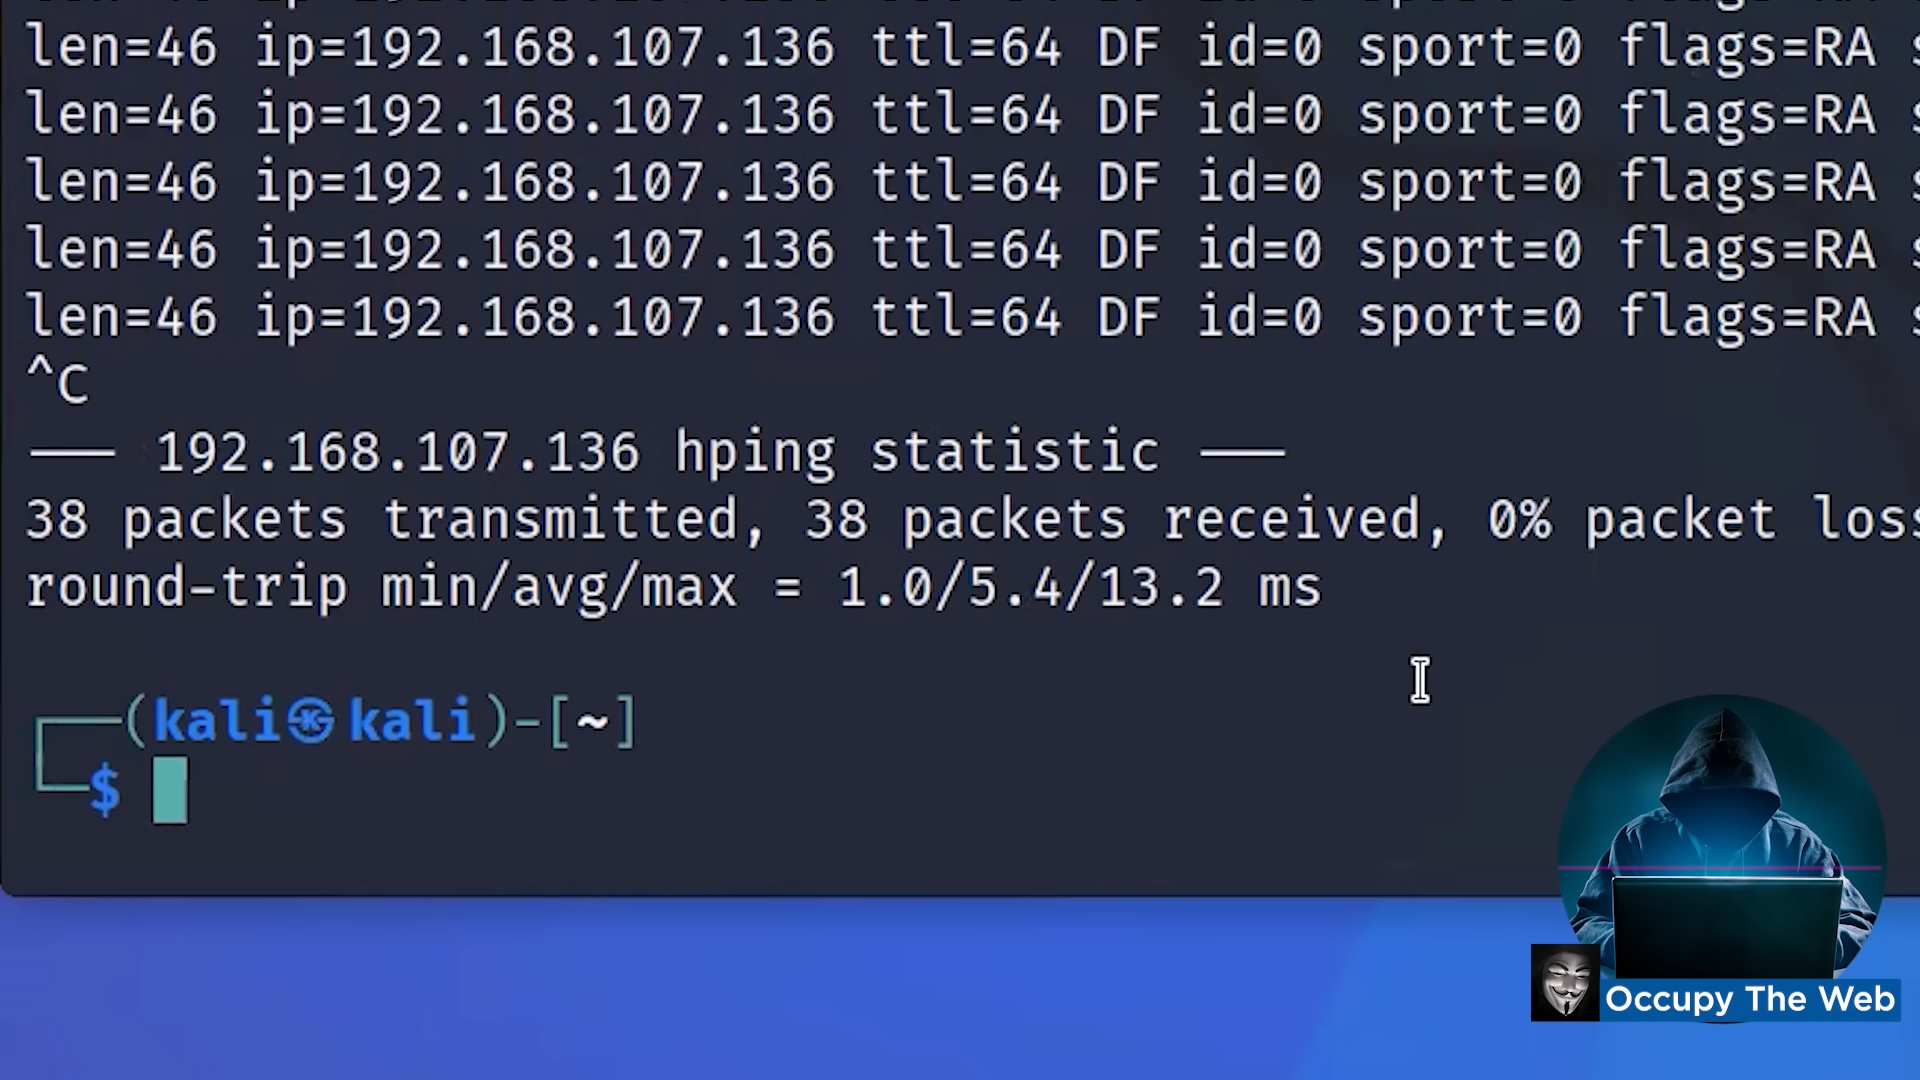 len=46 ip=192.168.107.136 ttl=64 DF id=0 sport=0 flags=RA
len=46 ip=192.168.107.136 ttl=64 DF id=0 sport=0 flags=RA
len=46 ip=192.168.107.136 ttl=64 DF id=0 sport=0 flags=RA
len=46 ip=192.168.107.136 ttl=64 DF id=0 sport=0 flags=RA
len=46 ip=192.168.107.136 ttl=64 DF id=0 sport=0 flags=RA
^C
—— 192.168.107.136 hping statistic ——
38 packets transmitted, 38 packets received, 0% packet loss
round-trip min/avg/max = 1.0/5.4/13.2 ms
┌──(kali㉿kali)-[~]
└─$
Occupy The Web